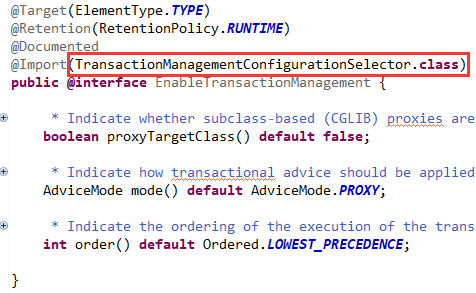 @Target(ElementType.TYPE)
@Retention(RetentionPolicy.RUNTIME)
@Documented
@Import(TransactionManagementConfigurationSelector.class)
public @interface EnableTransactionManagement {
* Indicate whether subclass-based (CGLIB) proxies are
boolean proxyTargetClass() default false;
* Indicate how transactional advice should be applied
AdviceMode mode() default AdviceMode.PROXY;
* Indicate the ordering of the execution of the trans
int order() default Ordered.LOWEST_PRECEDENCE;
}